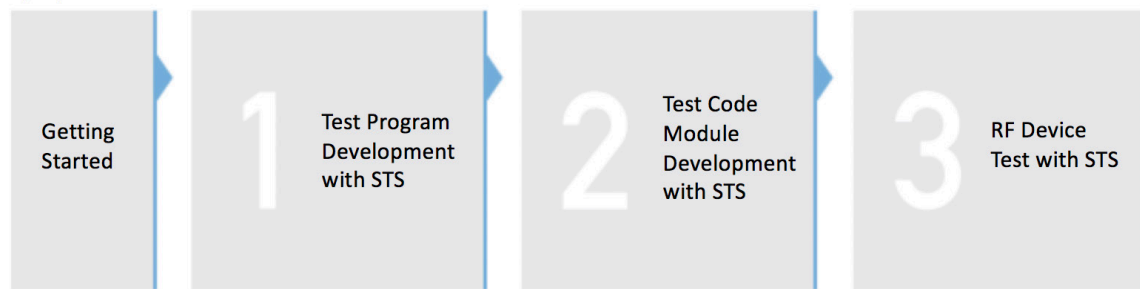 Getting
Started
1
Test Program
Development
with STS
2
Test Code
Module
Development
with STS
3
RF Device
Test with STS